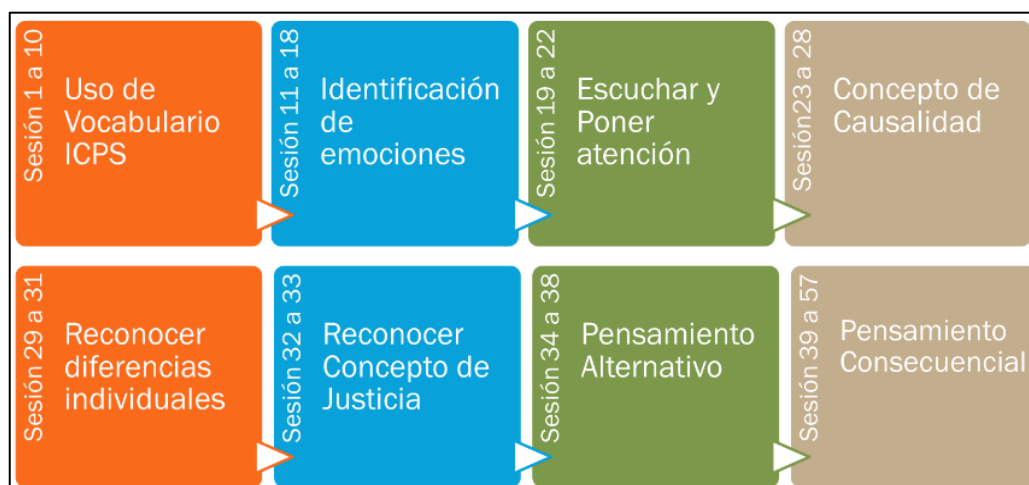 Sesión 1 a 10
Uso de
Vocabulario
ICPS
Sesión 11 a 18
Identificación
de
emociones
Sesión 19 a 22
Escuchar y
Poner
atención
Sesión23 a 28
Concepto de
Causalidad
Sesión 29 a 31
Reconocer
diferencias
individuales
Sesión 32 a 33
Reconocer
Concepto de
Justicia
Sesión 34 a 38
Pensamiento
Alternativo
Sesión 39 a 57
Pensamiento
Consecuencial